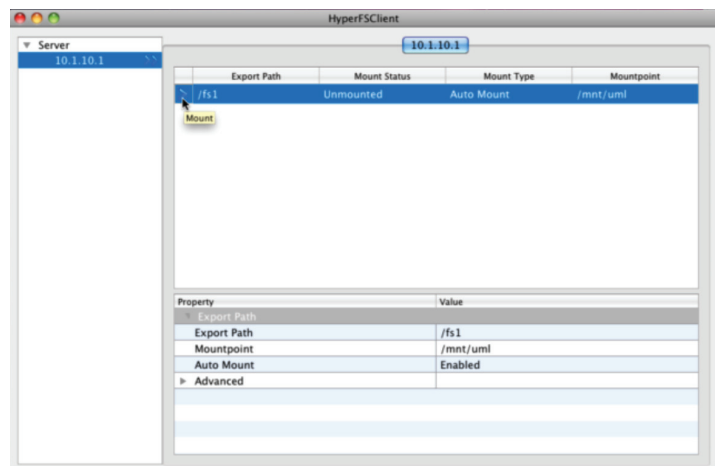 HyperFSClient
Server
10.1.10.1
10.1.10.1
Export Path Mount Status Mount Type Mountpoint
/fs1 Unmounted Auto Mount /mnt/uml
Mount
Property Value
Export Path
Export Path /fs1
Mountpoint /mnt/uml
Auto Mount Enabled
Advanced